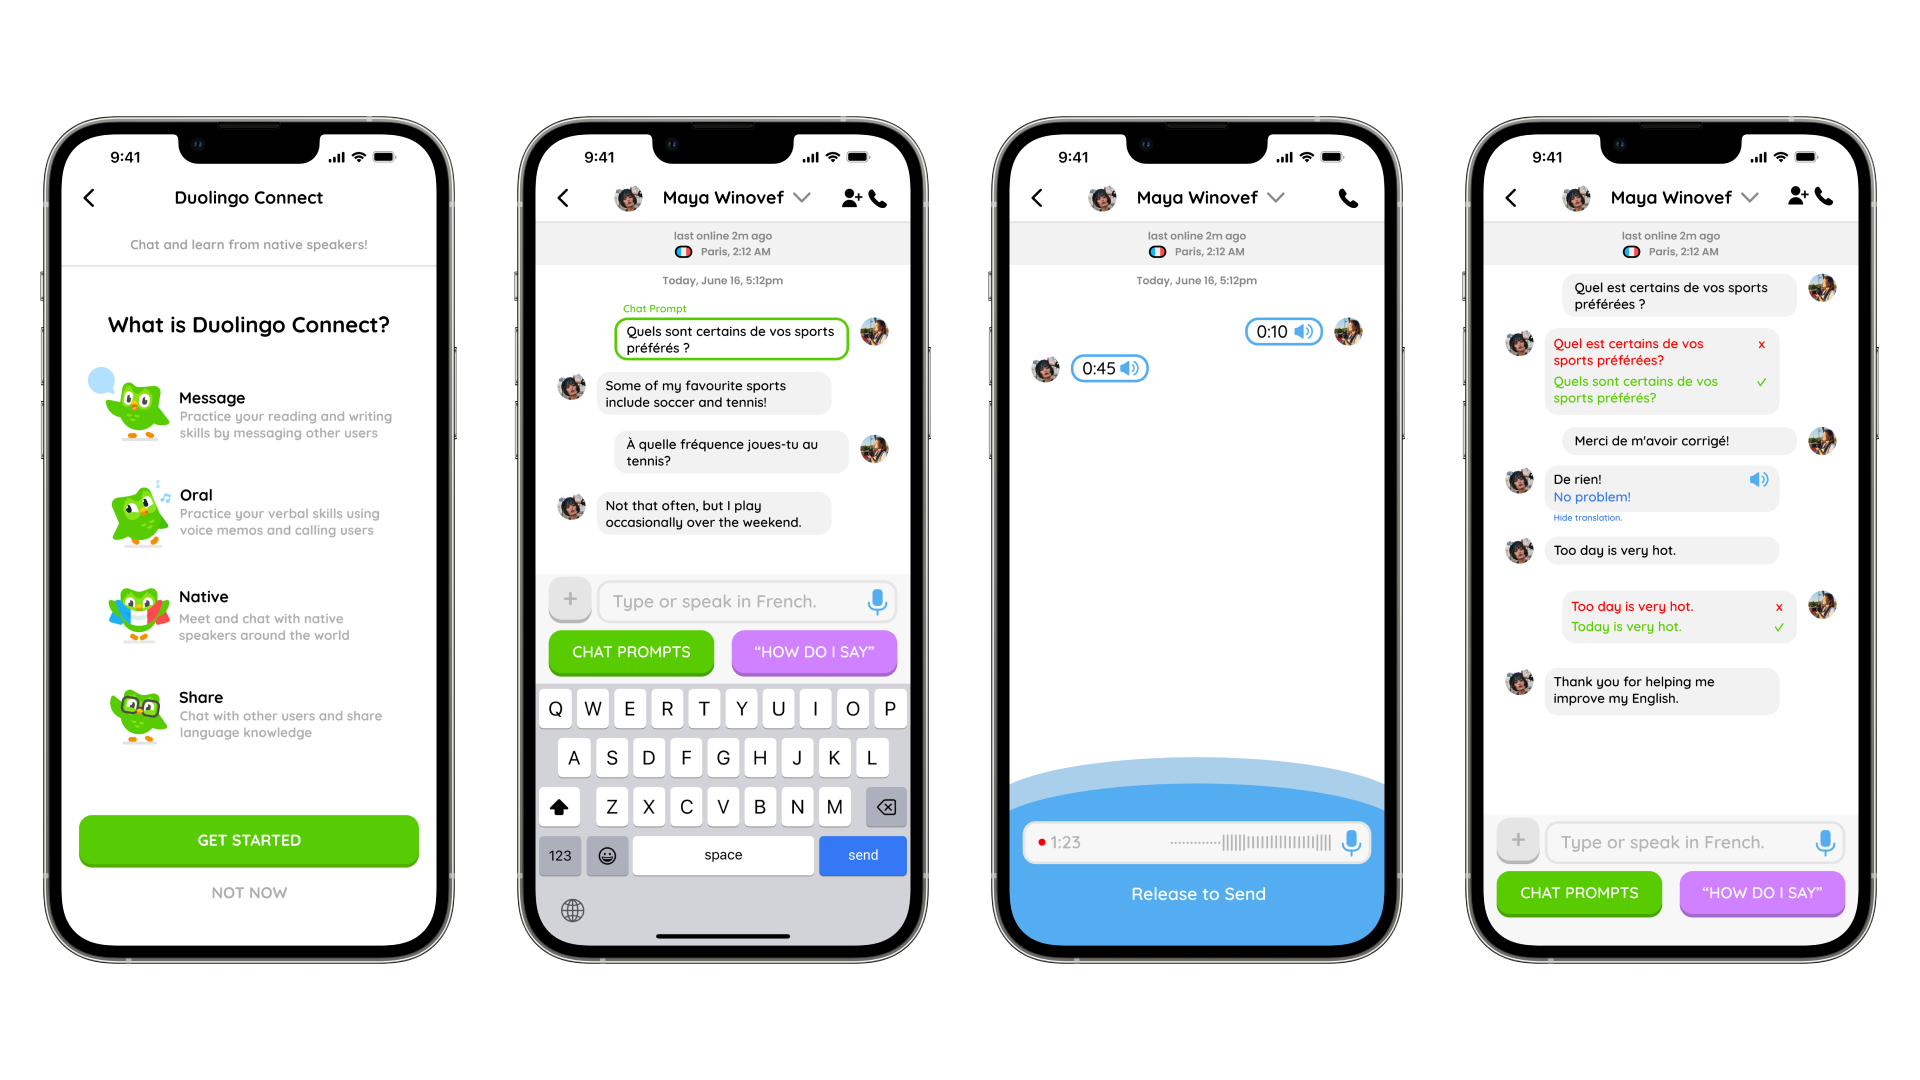 9:41
Duolingo Connect
Chat and learn from native speakers!
What is Duolingo Connect?
Message
Practice your reading and writing
skills by messaging other users
Oral
Practice your verbal skills using
voice memos and calling users
Native
Meet and chat with native
speakers around the world
Share
Chat with other users and share
language knowledge
GET STARTED
NOT NOW
9:41
Maya Winovef
last online 2m ago
Paris, 2:12 AM
Today, June 16, 5:12pm
Chat Prompt
Quels sont certains de vos sports
préférés ?
Some of my favourite sports
include soccer and tennis!
À quelle fréquence joues-tu au
tennis?
Not that often, but I play
occasionally over the weekend.
+
Type or speak in French.
CHAT PROMPTS
“HOW DO I SAY”
Q W E R T Y U I O P
A S D F G H J K L
Z X C V B N M
123
space
send
9:41
Maya Winovef
last online 2m ago
Paris, 2:12 AM
Today, June 16, 5:12pm
0:10
0:45
1:23
Release to Send
9:41
Maya Winovef
last online 2m ago
Paris, 2:12 AM
Quel est certains de vos sports
préférées ?
Quel est certains de vos x
sports préférées?
Quels sont certains de vos ✓
sports préférés?
Merci de m'avoir corrigé!
De rien!
No problem!
Hide translation.
Too day is very hot.
Too day is very hot. x
Today is very hot. ✓
Thank you for helping me
improve my English.
+
Type or speak in French.
CHAT PROMPTS
“HOW DO I SAY”